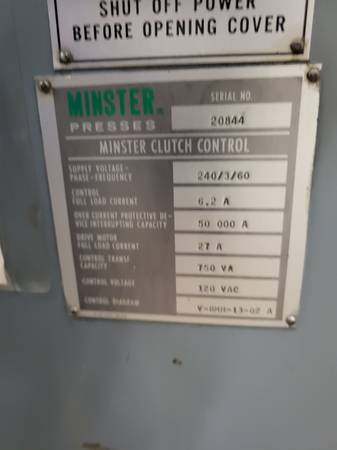 SHUT OFF POWER
BEFORE OPENING COVER
MINSTER
PRESSES
SERIAL NO.
20844
MINSTER CLUTCH CONTROL
SUPPLY VOLTAGE-
PHASE-FREQUENCY
240/3/60
CONTROL
FULL LOAD CURRENT
6.2 A
OVER CURRENT PROTECTIVE DE-
VICE INTERRUPTING CAPACITY
50 000 A
DRIVE MOTOR
FULL LOAD CURRENT
27 A
CONTROL TRANSF.
CAPACITY
750 VA
CONTROL VOLTAGE
120 VAC
CONTROL DIAGRAM